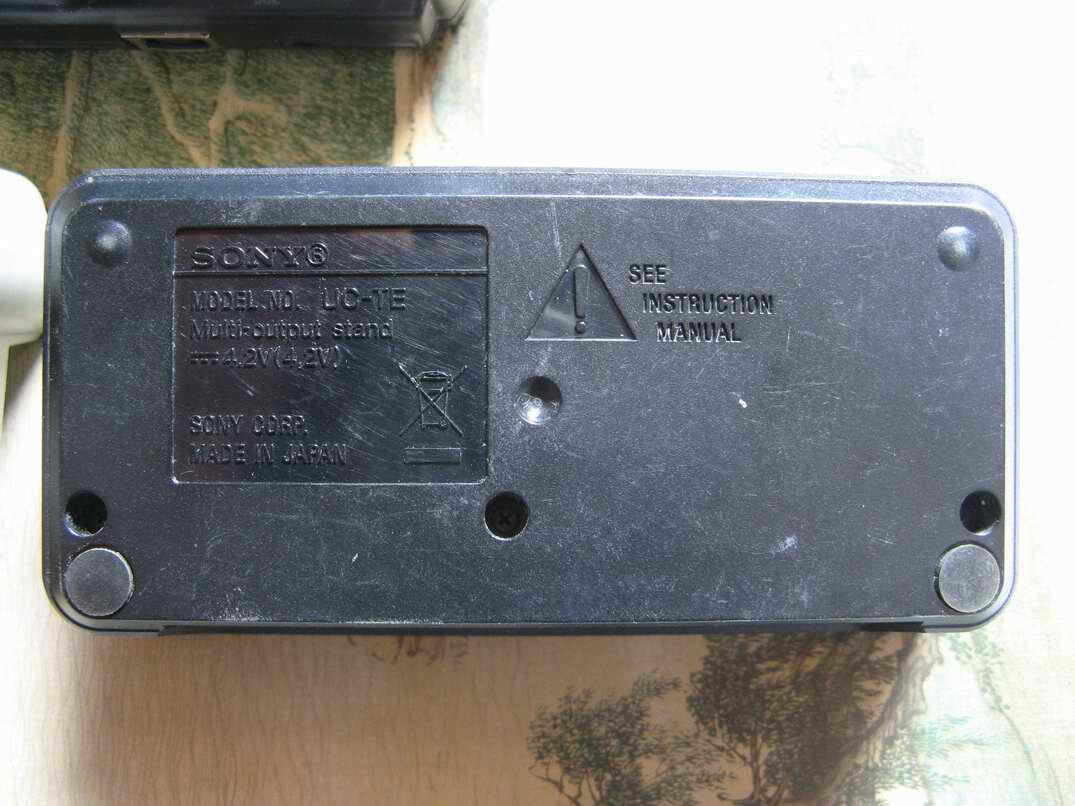 SONY®
MODEL NO. UC-TE
Multi-output stand
⎓4.2V(4,2V)
SONY CORP.
MADE IN JAPAN
SEE
INSTRUCTION
MANUAL